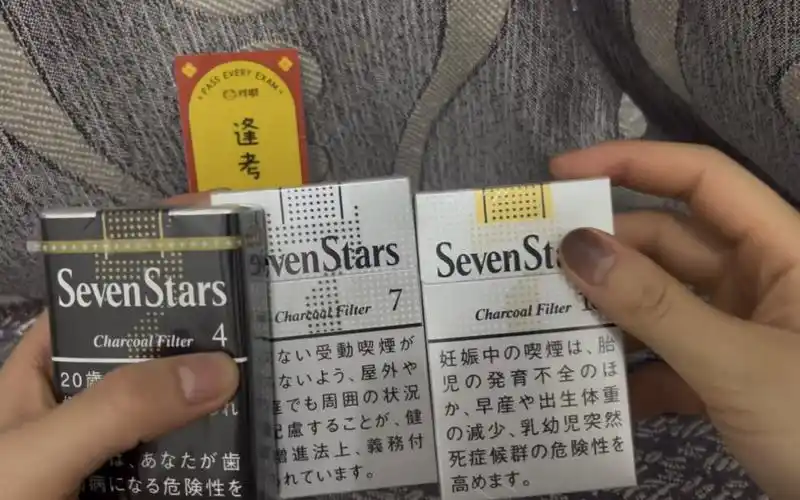 PASS EVERY EXAM
逢考
SevenStars
Charcoal Filter 4
20歳
は、あなたが歯
病になる危険性を
SevenStars
Charcoal Filter 7
ない受動喫煙が
ないよう、屋外や
でも周囲の状況
配慮することが、健
増進法上、義務付
れています。
Seven
Charcoal Filter
妊娠中の喫煙は、胎
児の発育不全のほ
か、早産や出生体重
の減少、乳幼児突然
死症候群の危険性を
高めます。